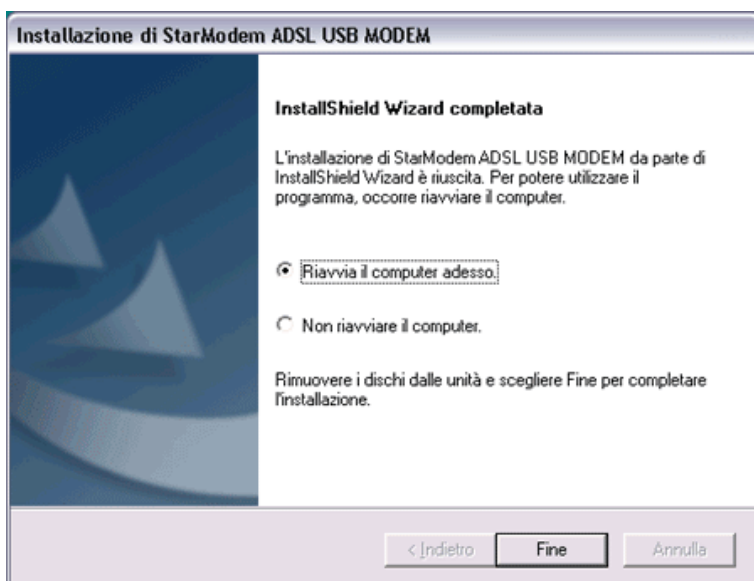 Installazione di StarModem ADSL USB MODEM
InstallShield Wizard completata
L'installazione di StarModem ADSL USB MODEM da parte di
InstallShield Wizard è riuscita. Per potere utilizzare il
programma, occorre riavviare il computer.
Riavvia il computer adesso.
Non riavviare il computer.
Rimuovere i dischi dalle unità e scegliere Fine per completare
l'installazione.
< Indietro
Fine
Annulla